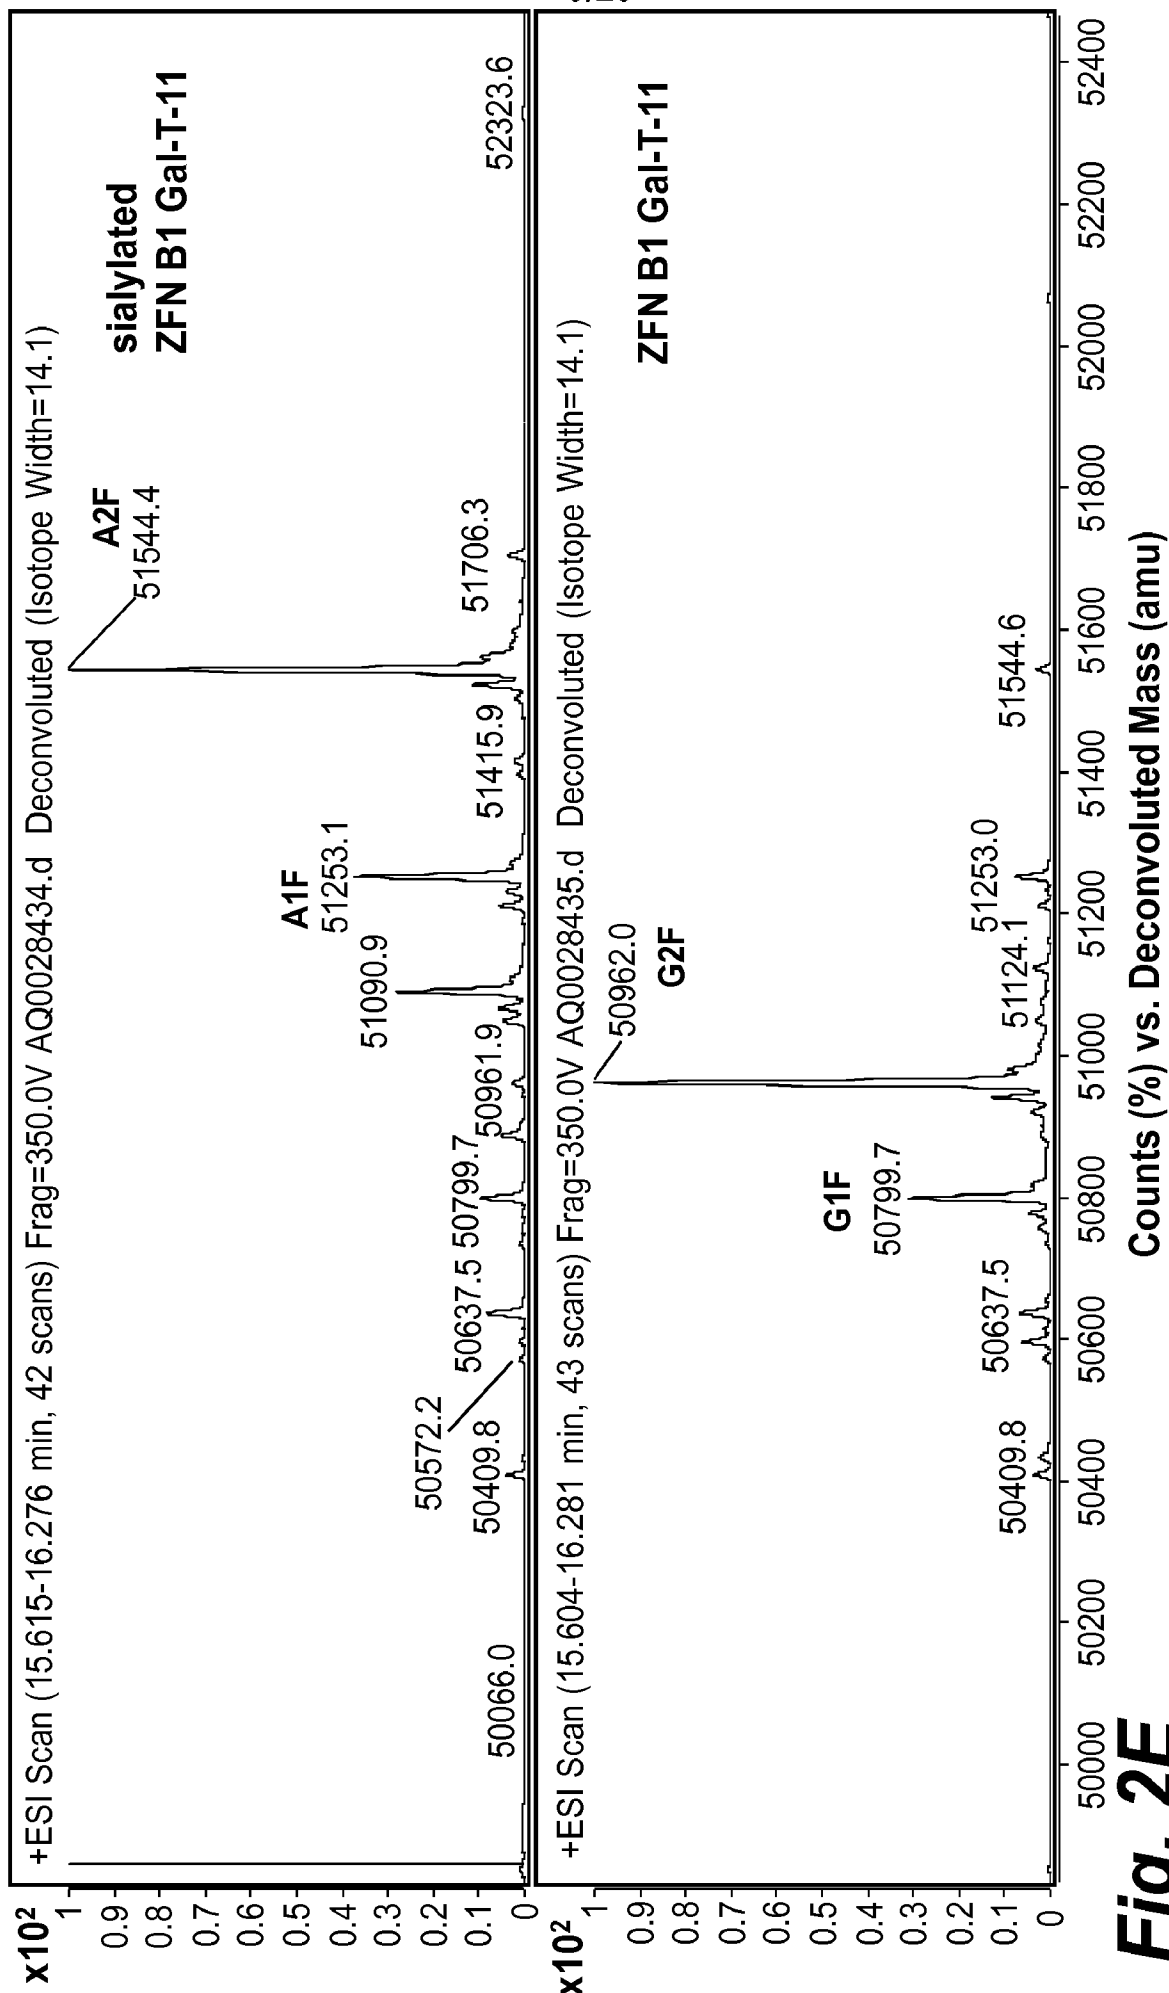 x10²
+ESI Scan (15.615-16.276 min, 42 scans) Frag=350.0V AQ0028434.d Deconvoluted (Isotope Width=14.1)
1
0.9
0.8
0.7
0.6
0.5
0.4
0.3
0.2
0.1
0
sialylated
ZFN B1 Gal-T-11
A2F
51544.4
A1F
51253.1
51090.9
50572.2
50066.0
50409.8
50637.5
50799.7
50961.9
51415.9
51706.3
52323.6
x10²
+ESI Scan (15.604-16.281 min, 43 scans) Frag=350.0V AQ0028435.d Deconvoluted (Isotope Width=14.1)
1
0.9
0.8
0.7
0.6
0.5
0.4
0.3
0.2
0.1
0
ZFN B1 Gal-T-11
50962.0
G2F
G1F
50799.7
50409.8
50637.5
51124.1
51253.0
51544.6
50000 50200 50400 50600 50800 51000 51200 51400 51600 51800 52000 52200 52400
Counts (%) vs. Deconvoluted Mass (amu)
Fig. 2E